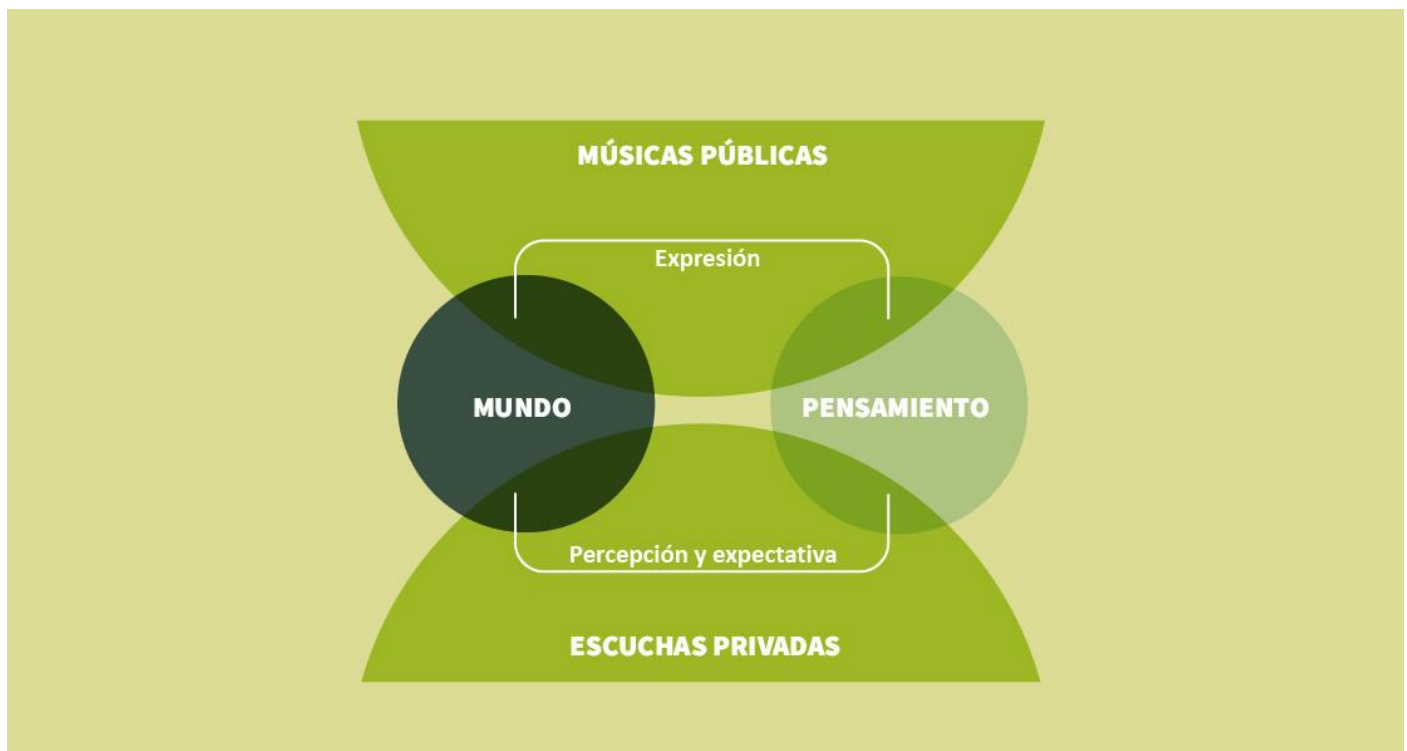 MÚSICAS PÚBLICAS
Expresión
MUNDO
PENSAMIENTO
Percepción y expectativa
ESCUCHAS PRIVADAS